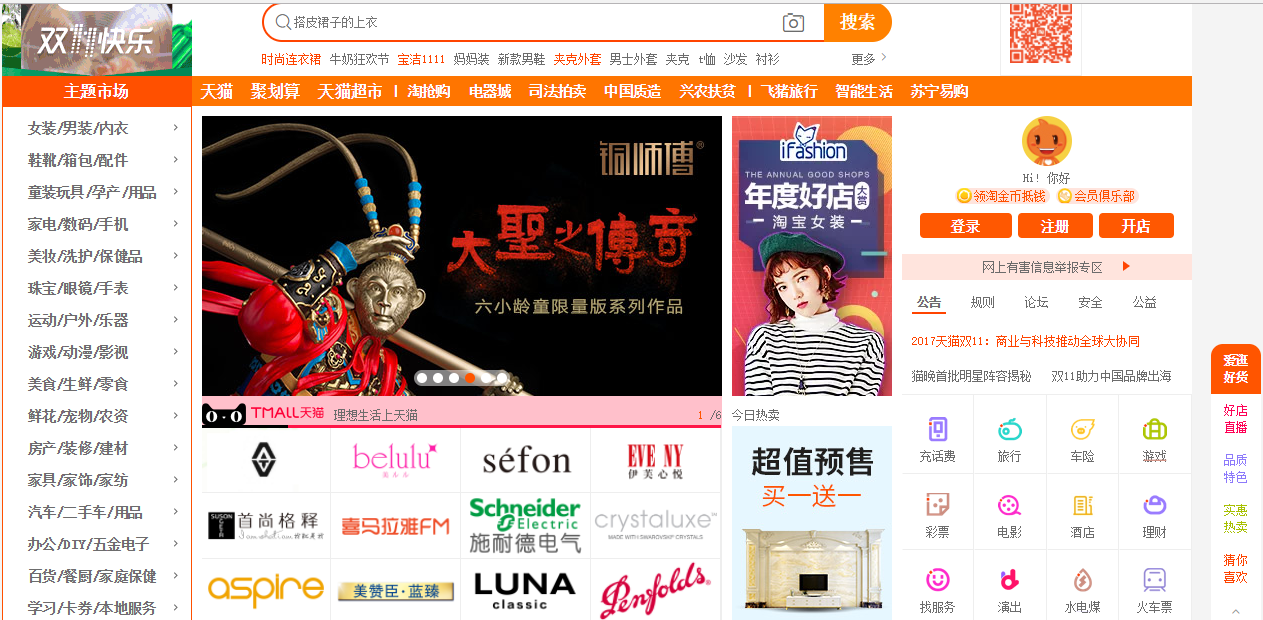 双11快乐
搭皮裙子的上衣
搜索
时尚连衣裙 牛奶狂欢节 宝洁1111 妈妈装 新款男鞋 夹克外套 男士外套 夹克 t恤 沙发 衬衫 更多
主题市场
天猫 聚划算 天猫超市 淘抢购 电器城 司法拍卖 中国质造 兴农扶贫 飞猪旅行 智能生活 苏宁易购
女装/男装/内衣
鞋靴/箱包/配件
童装玩具/孕产/用品
家电/数码/手机
美妆/洗护/保健品
珠宝/眼镜/手表
运动/户外/乐器
游戏/动漫/影视
美食/生鲜/零食
鲜花/宠物/农资
房产/装修/建材
家具/家饰/家纺
汽车/二手车/用品
办公/DIY/五金电子
百货/餐厨/家庭保健
学习/卡券/本地服务
铜师傅®
大聖之傳奇
六小龄童限量版系列作品
TMALL天猫 理想生活上天猫 1 /6
belulu
séfon
EVE NY
伊芙心悦
SUSON GETER
首尚格释
喜马拉雅FM
Schneider Electric
施耐德电气
crystaluxe™
MADE WITH SWAROVSKI® CRYSTALS
aspire
美赞臣·蓝臻
LUNA
classic
Penfolds®
iFashion
THE ANNUAL GOOD SHOPS
年度好店大赏
淘宝女装
今日热卖
超值预售
买一送一
Hi! 你好
领淘金币抵钱 会员俱乐部
登录 注册 开店
网上有害信息举报专区
公告 规则 论坛 安全 公益
2017天猫双11：商业与科技推动全球大协同
猫晚首批明星阵容揭秘 双11助力中国品牌出海
充话费 旅行 车险 游戏
彩票 电影 酒店 理财
找服务 演出 水电煤 火车票
爱逛
好货
好店
直播
品质
特色
实惠
热卖
猜你
喜欢